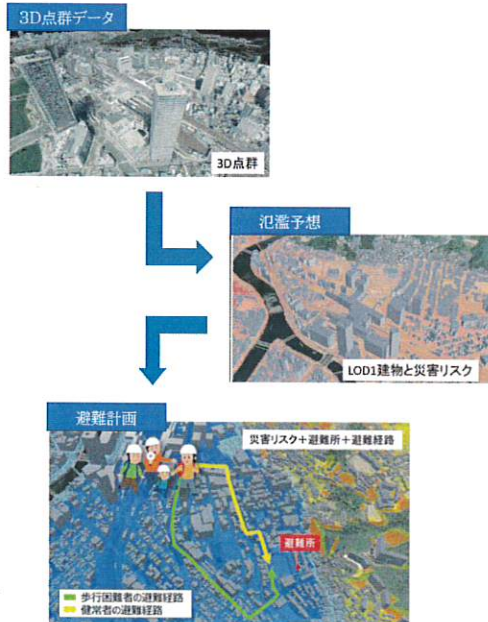 3D点群データ
3D点群
氾濫予想
LOD1建物と災害リスク
避難計画
災害リスク+避難所+避難経路
避難所
歩行困難者の避難経路
健常者の避難経路